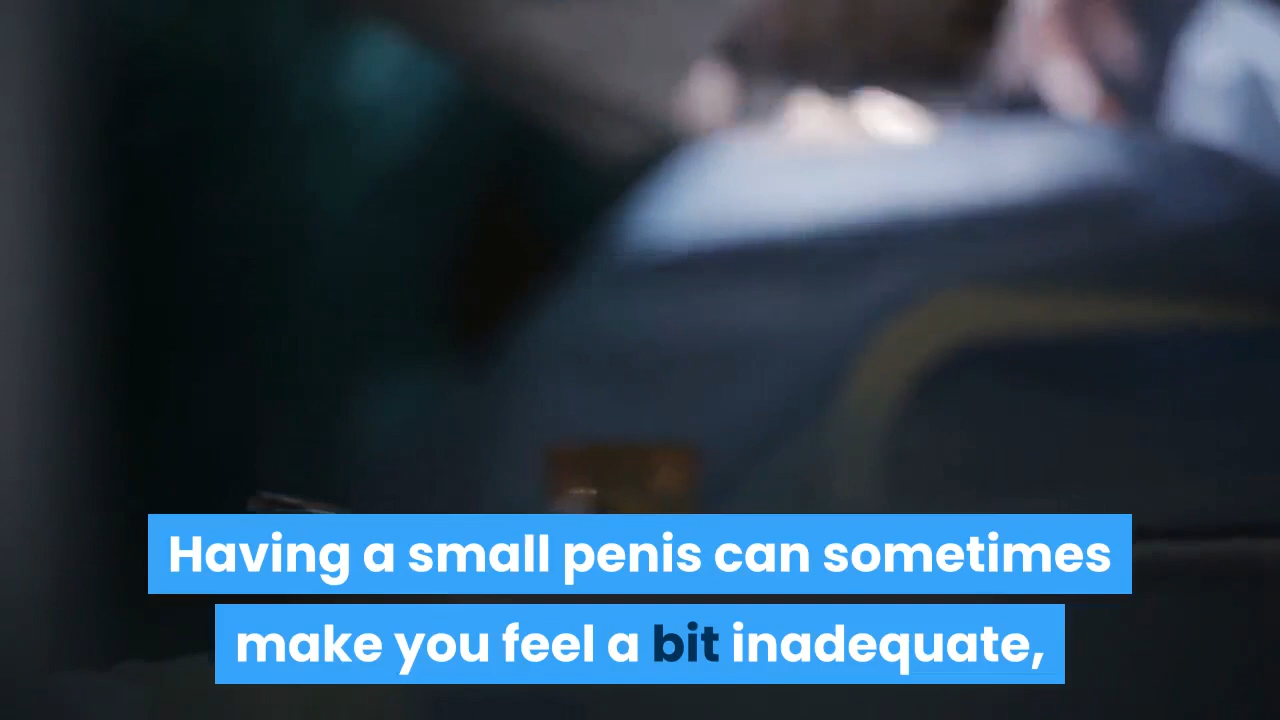 Having a small penis can sometimes
make you feel a bit inadequate,